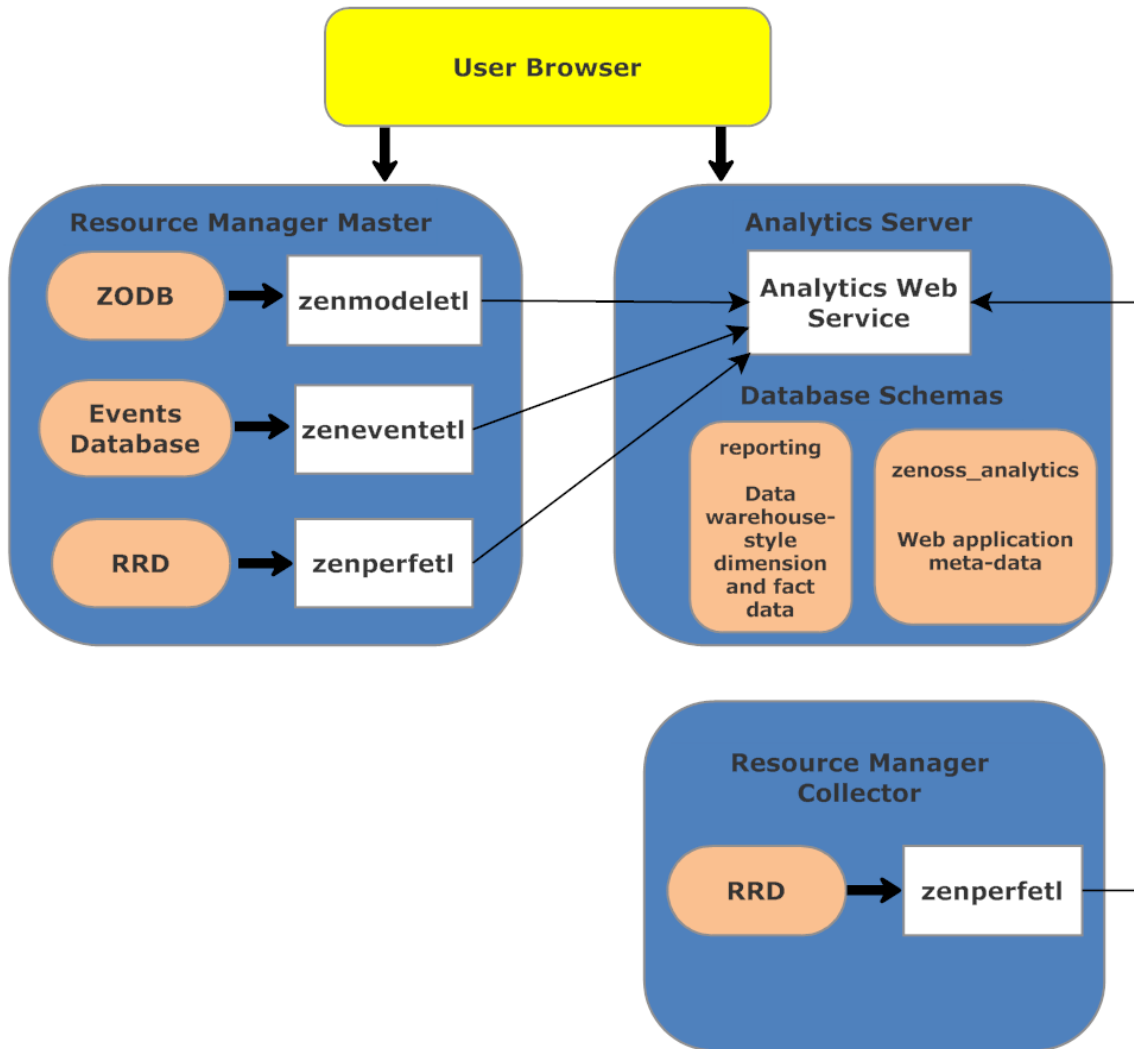 User Browser
Resource Manager Master
ZODB
zenmodeletl
Events
Database
zeneventetl
RRD
zenperfetl
Analytics Server
Analytics Web
Service
Database Schemas
reporting
Data
warehouse-
style
dimension
and fact
data
zenoss_analytics
Web application
meta-data
Resource Manager
Collector
RRD
zenperfetl